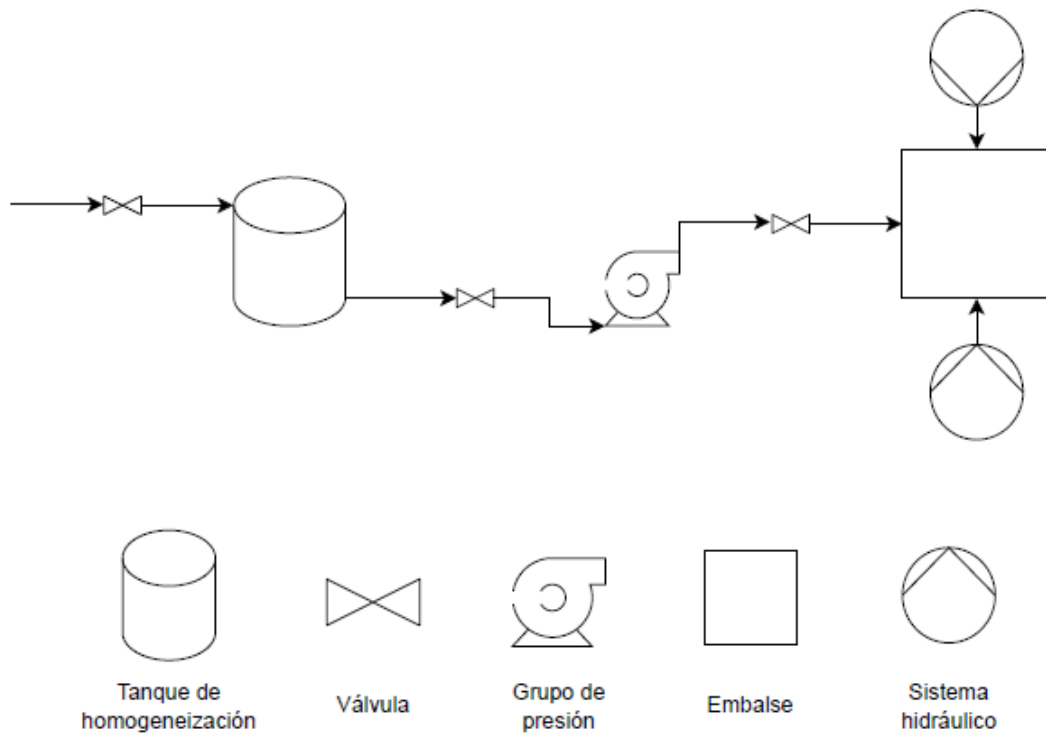 Tanque de
homogeneización
Válvula
Grupo de
presión
Embalse
Sistema
hidráulico